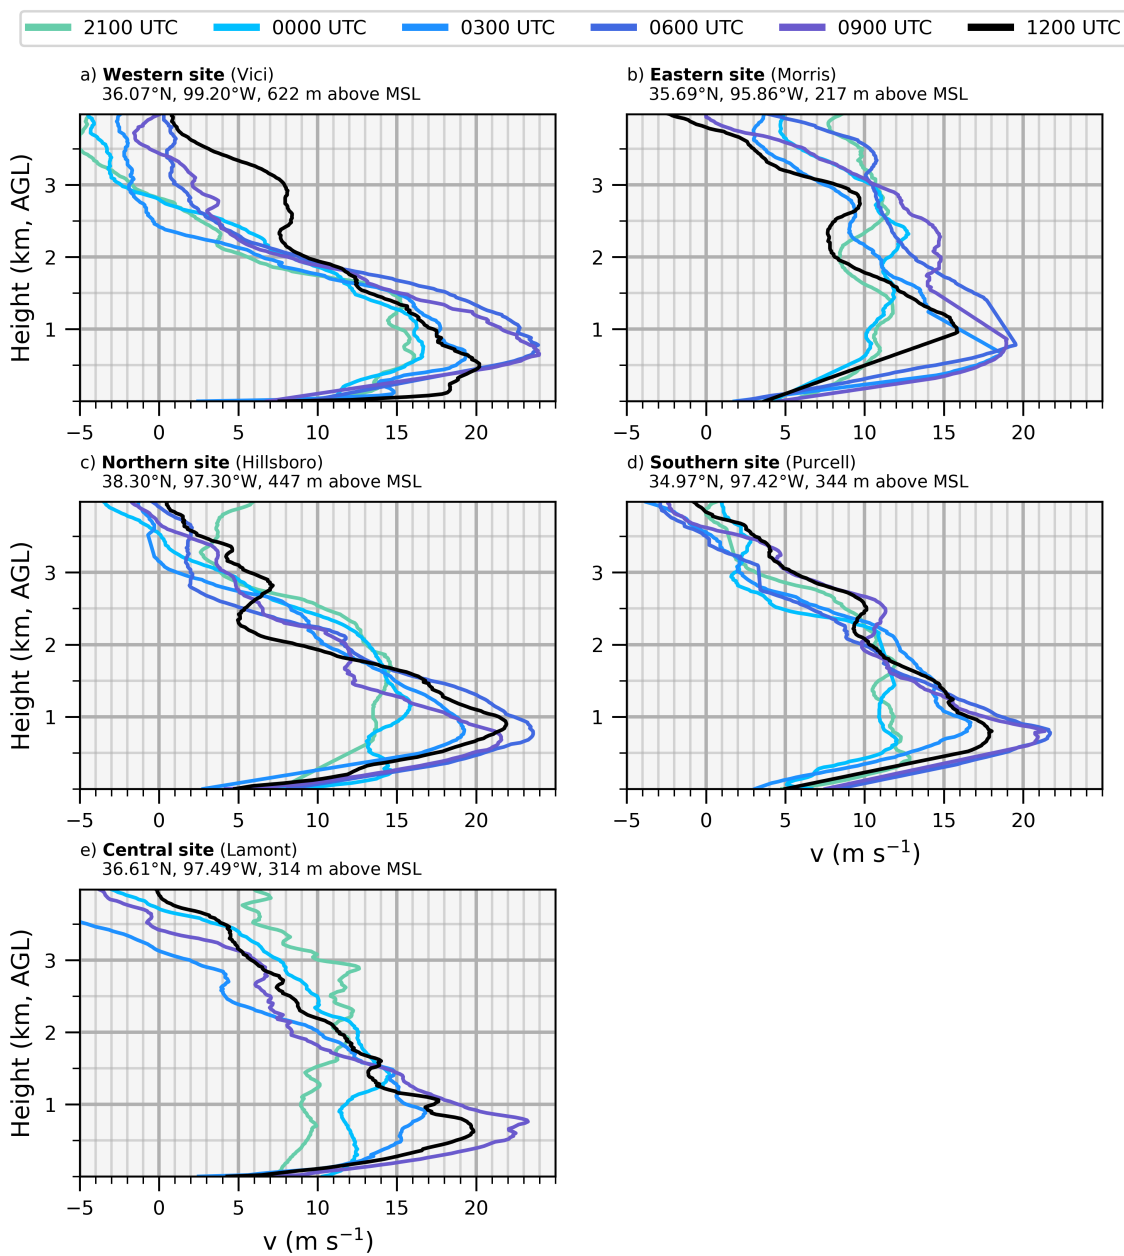 2100 UTC 0000 UTC 0300 UTC 0600 UTC 0900 UTC 1200 UTC
a) Western site (Vici)
36.07°N, 99.20°W, 622 m above MSL
b) Eastern site (Morris)
35.69°N, 95.86°W, 217 m above MSL
Height (km, AGL)
3
2
1
−5 0 5 10 15 20
3
2
1
−5 0 5 10 15 20
c) Northern site (Hillsboro)
38.30°N, 97.30°W, 447 m above MSL
d) Southern site (Purcell)
34.97°N, 97.42°W, 344 m above MSL
Height (km, AGL)
3
2
1
−5 0 5 10 15 20
3
2
1
−5 0 5 10 15 20
v (m s⁻¹)
e) Central site (Lamont)
36.61°N, 97.49°W, 314 m above MSL
Height (km, AGL)
3
2
1
−5 0 5 10 15 20
v (m s⁻¹)